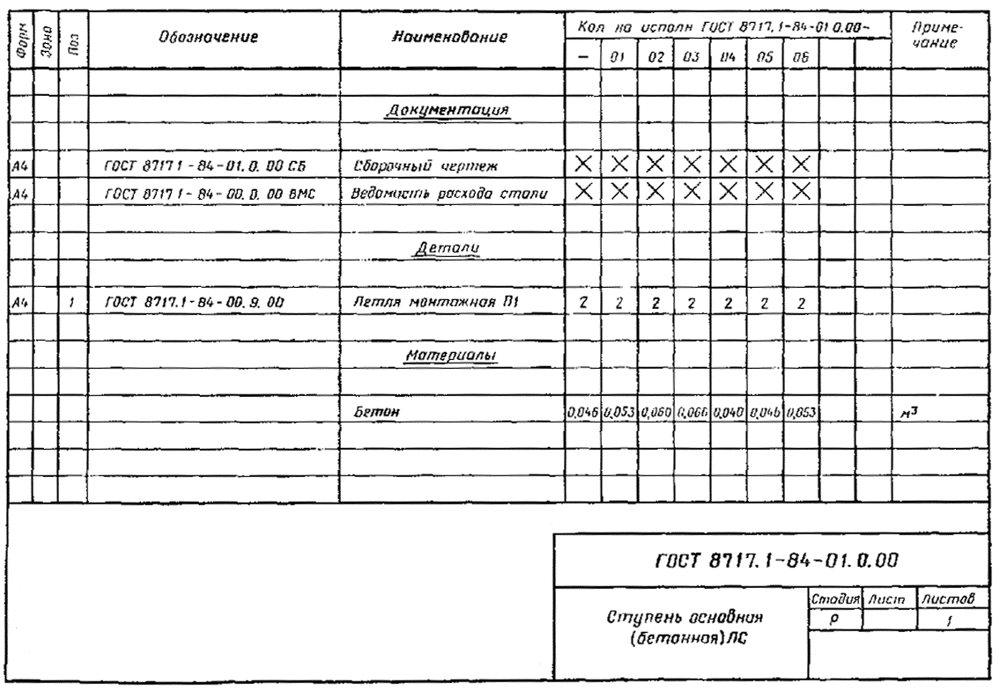 Форм Зона Поз Обозначение Наименование Кол на исполн ГОСТ 8717.1-84-01.0.00- Приме-
чание
– 01 02 03 04 05 06
Документация
А4 ГОСТ 8717.1-84-01.0.00 СБ Сборочный чертеж X X X X X X X
А4 ГОСТ 8717.1-84-00.0.00 ВМС Ведомость расхода стали X X X X X X X
Детали
А4 1 ГОСТ 8717.1-84-00.9.00 Петля монтажная П1 2 2 2 2 2 2 2
Материалы
Бетон 0,046 0,053 0,060 0,066 0,040 0,046 0,053 м³
ГОСТ 8717.1-84-01.0.00
Ступень основная
(бетонная) ЛС
Стадия Лист Листов
Р 1